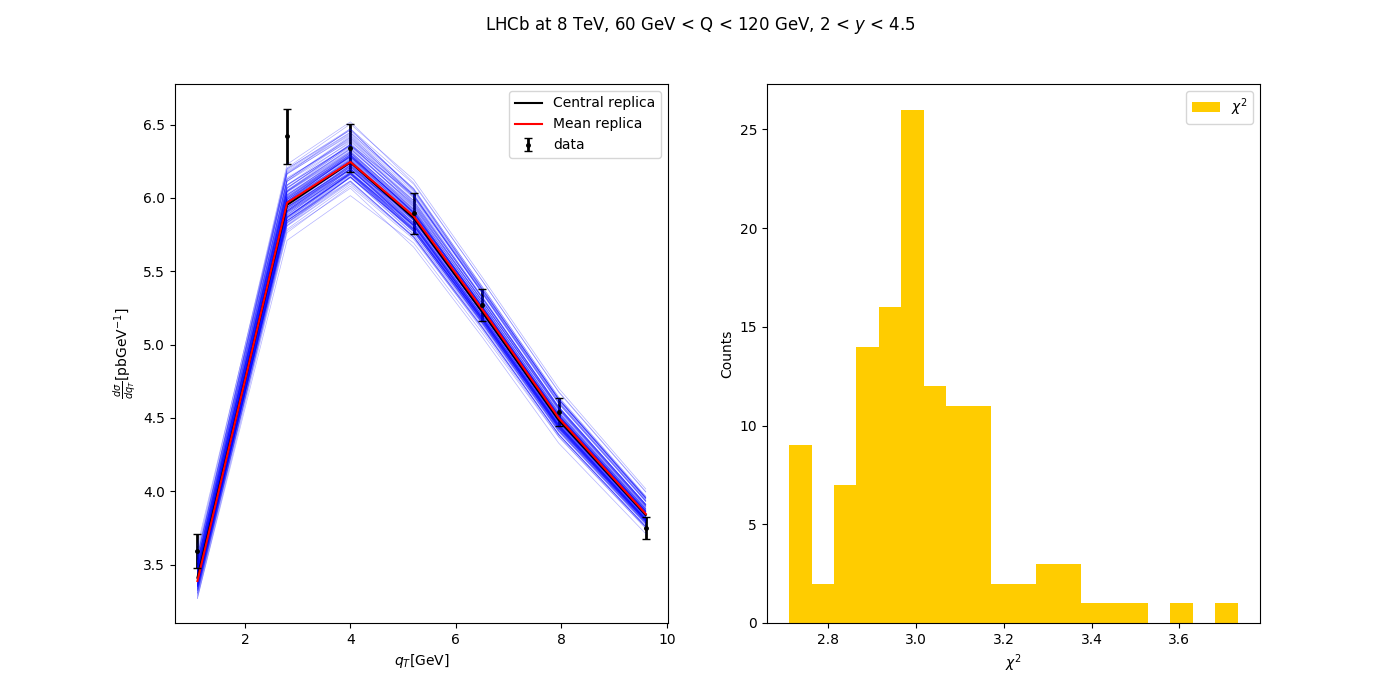 LHCb at 8 TeV, 60 GeV < Q < 120 GeV, 2 < y < 4.5
Central replica
Mean replica
data
6.5
6.0
5.5
5.0
4.5
4.0
3.5
dσ/dq_T[pbGeV⁻¹]
2
4
6
8
10
q_T[GeV]
χ²
25
20
15
10
5
0
Counts
2.8
3.0
3.2
3.4
3.6
χ²